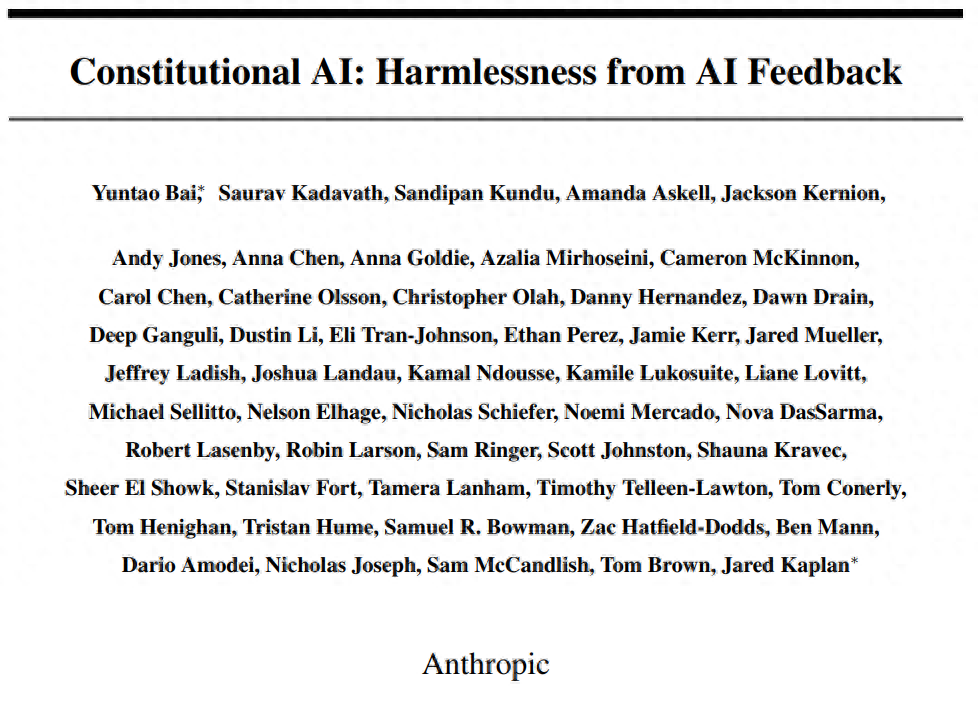 Constitutional AI: Harmlessness from AI Feedback
Yuntao Bai,* Saurav Kadavath, Sandipan Kundu, Amanda Askell, Jackson Kernion,
Andy Jones, Anna Chen, Anna Goldie, Azalia Mirhoseini, Cameron McKinnon,
Carol Chen, Catherine Olsson, Christopher Olah, Danny Hernandez, Dawn Drain,
Deep Ganguli, Dustin Li, Eli Tran-Johnson, Ethan Perez, Jamie Kerr, Jared Mueller,
Jeffrey Ladish, Joshua Landau, Kamal Ndousse, Kamile Lukosuite, Liane Lovitt,
Michael Sellitto, Nelson Elhage, Nicholas Schiefer, Noemi Mercado, Nova DasSarma,
Robert Lasenby, Robin Larson, Sam Ringer, Scott Johnston, Shauna Kravec,
Sheer El Showk, Stanislav Fort, Tamera Lanham, Timothy Telleen-Lawton, Tom Conerly,
Tom Henighan, Tristan Hume, Samuel R. Bowman, Zac Hatfield-Dodds, Ben Mann,
Dario Amodei, Nicholas Joseph, Sam McCandlish, Tom Brown, Jared Kaplan*
Anthropic